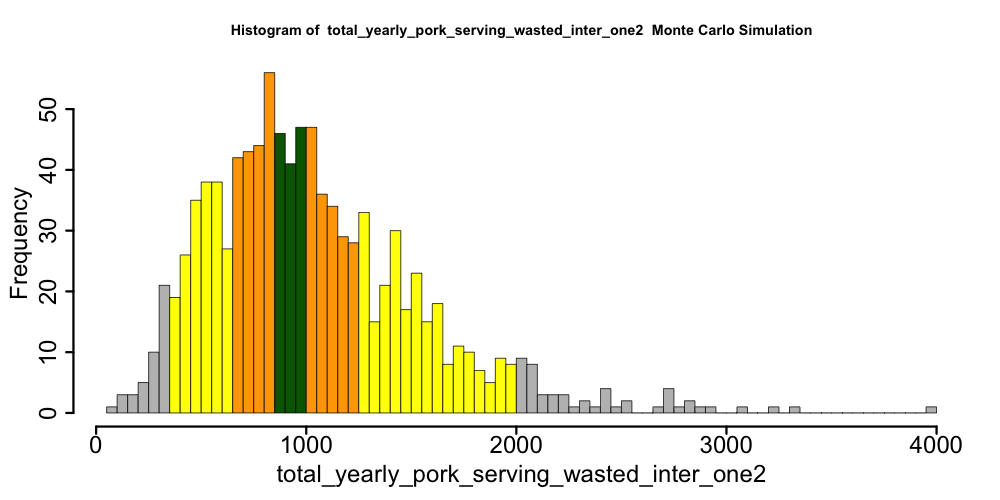 Histogram of total_yearly_pork_serving_wasted_inter_one2 Monte Carlo Simulation
50
40
30
20
10
0
Frequency
0 1000 2000 3000 4000
total_yearly_pork_serving_wasted_inter_one2